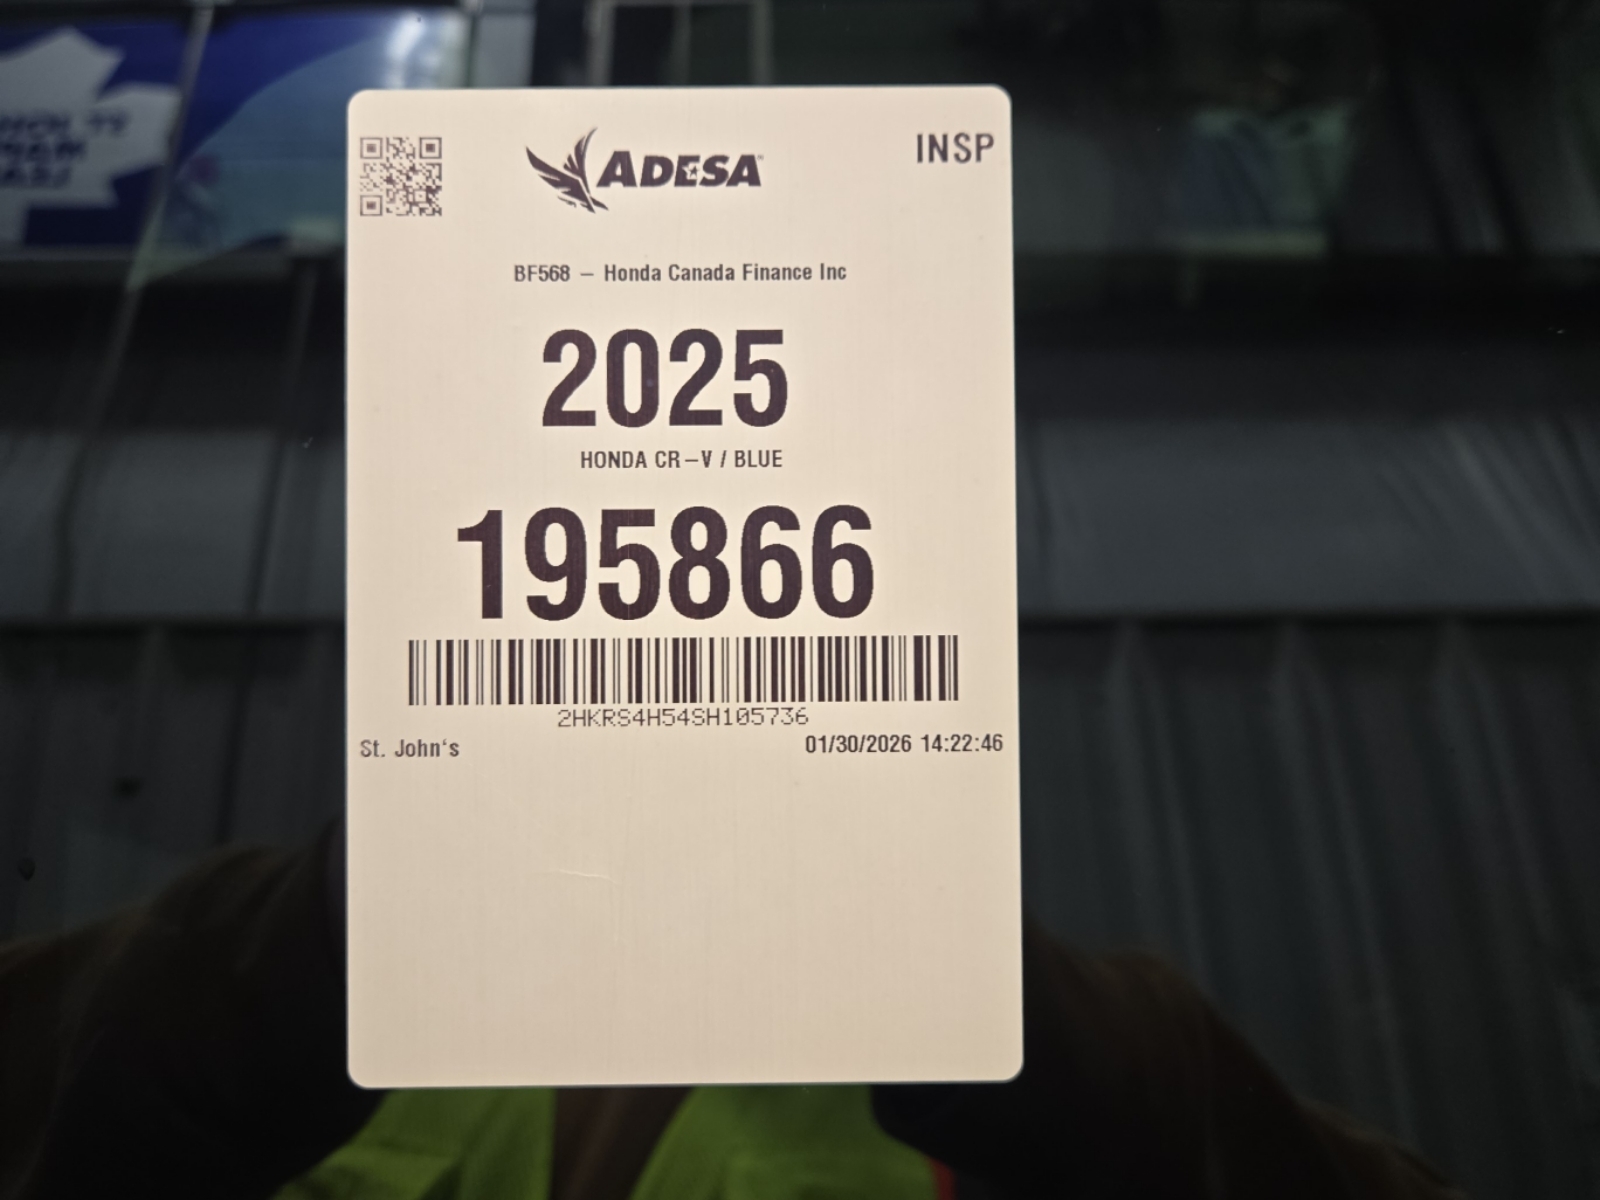 ADESA
INSP
BF568 – Honda Canada Finance Inc
2025
HONDA CR–V / BLUE
195866
2HKRS4H54SH105736
St. John‘s
01/30/2026 14:22:46